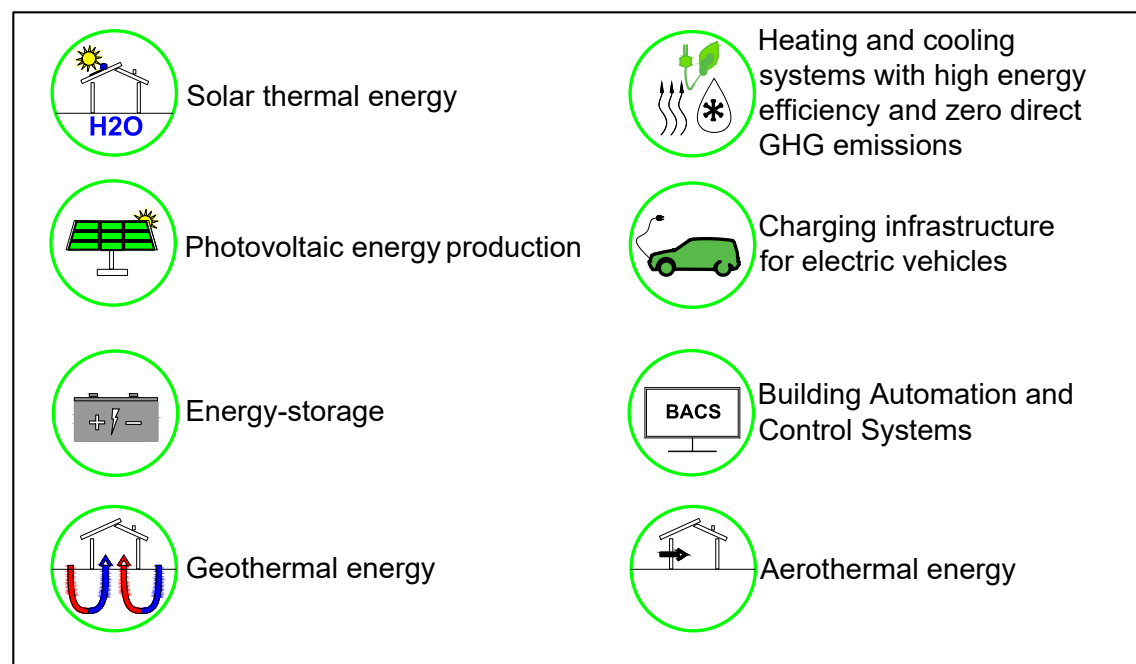 H2O
Solar thermal energy
Heating and cooling
systems with high energy
efficiency and zero direct
GHG emissions
Photovoltaic energy production
Charging infrastructure
for electric vehicles
+ -
Energy-storage
BACS
Building Automation and
Control Systems
Geothermal energy
Aerothermal energy